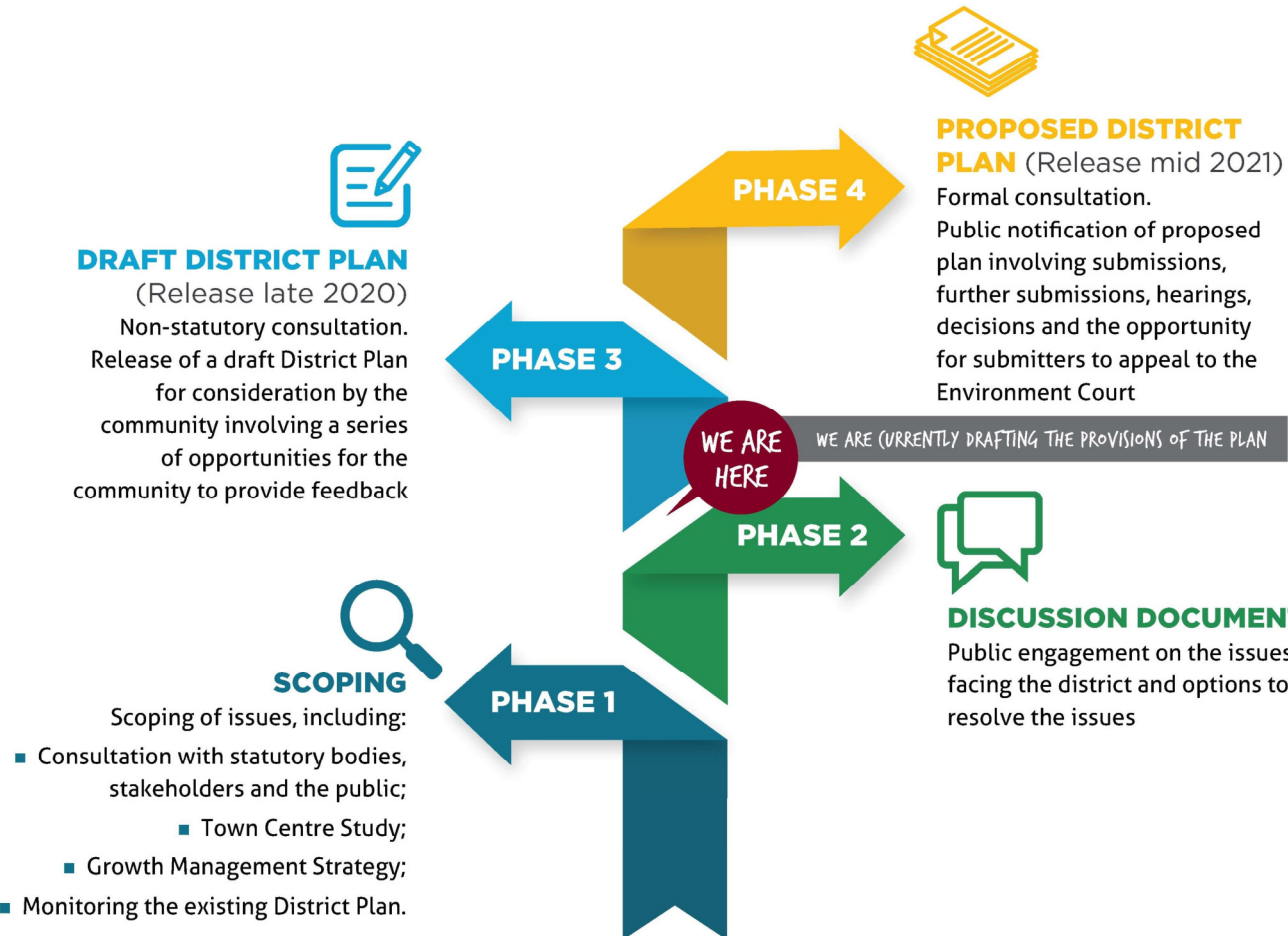 PHASE 4
PROPOSED DISTRICT
PLAN (Release mid 2021)
Formal consultation.
Public notification of proposed
plan involving submissions,
further submissions, hearings,
decisions and the opportunity
for submitters to appeal to the
Environment Court
DRAFT DISTRICT PLAN
(Release late 2020)
Non-statutory consultation.
Release of a draft District Plan
for consideration by the
community involving a series
of opportunities for the
community to provide feedback
PHASE 3
WE ARE
HERE
WE ARE CURRENTLY DRAFTING THE PROVISIONS OF THE PLAN
PHASE 2
DISCUSSION DOCUMEN
Public engagement on the issues
facing the district and options to
resolve the issues
SCOPING
Scoping of issues, including:
■ Consultation with statutory bodies,
stakeholders and the public;
■ Town Centre Study;
■ Growth Management Strategy;
■ Monitoring the existing District Plan.
PHASE 1